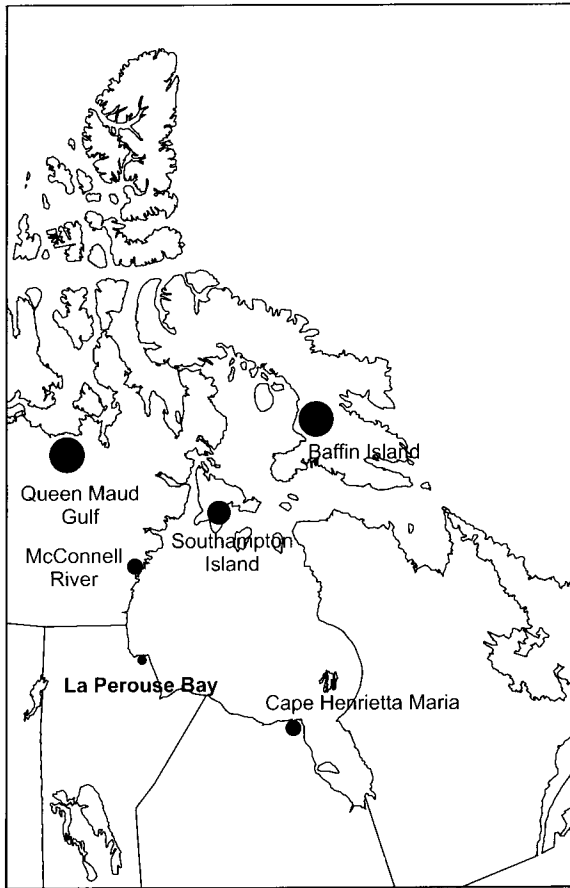 Baffin Island
Queen Maud
Gulf
Southampton
Island
McConnell
River
La Perouse Bay
Cape Henrietta Maria